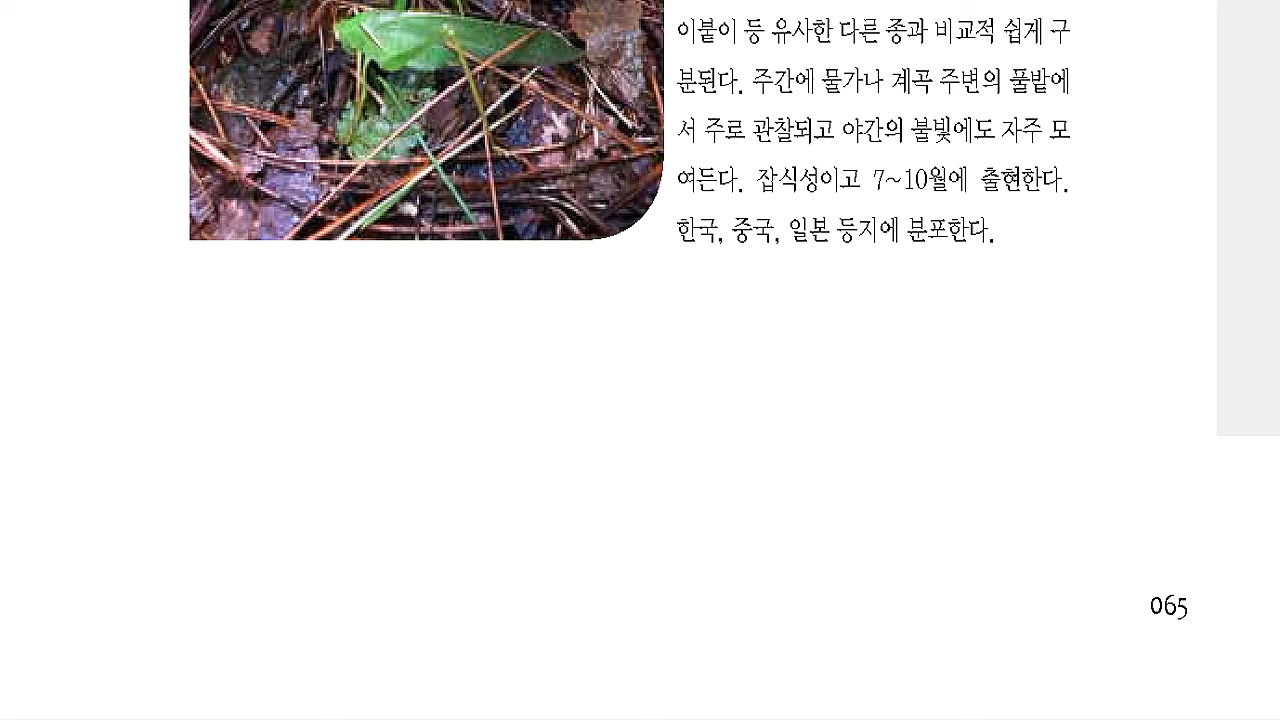 이붙이 등 유사한 다른 종과 비교적 쉽게 구
분된다. 주간에 물가나 계곡 주변의 풀밭에
서 주로 관찰되고 야간의 불빛에도 자주 모
여든다. 잡식성이고 7~10월에 출현한다.
한국, 중국, 일본 등지에 분포한다.
065